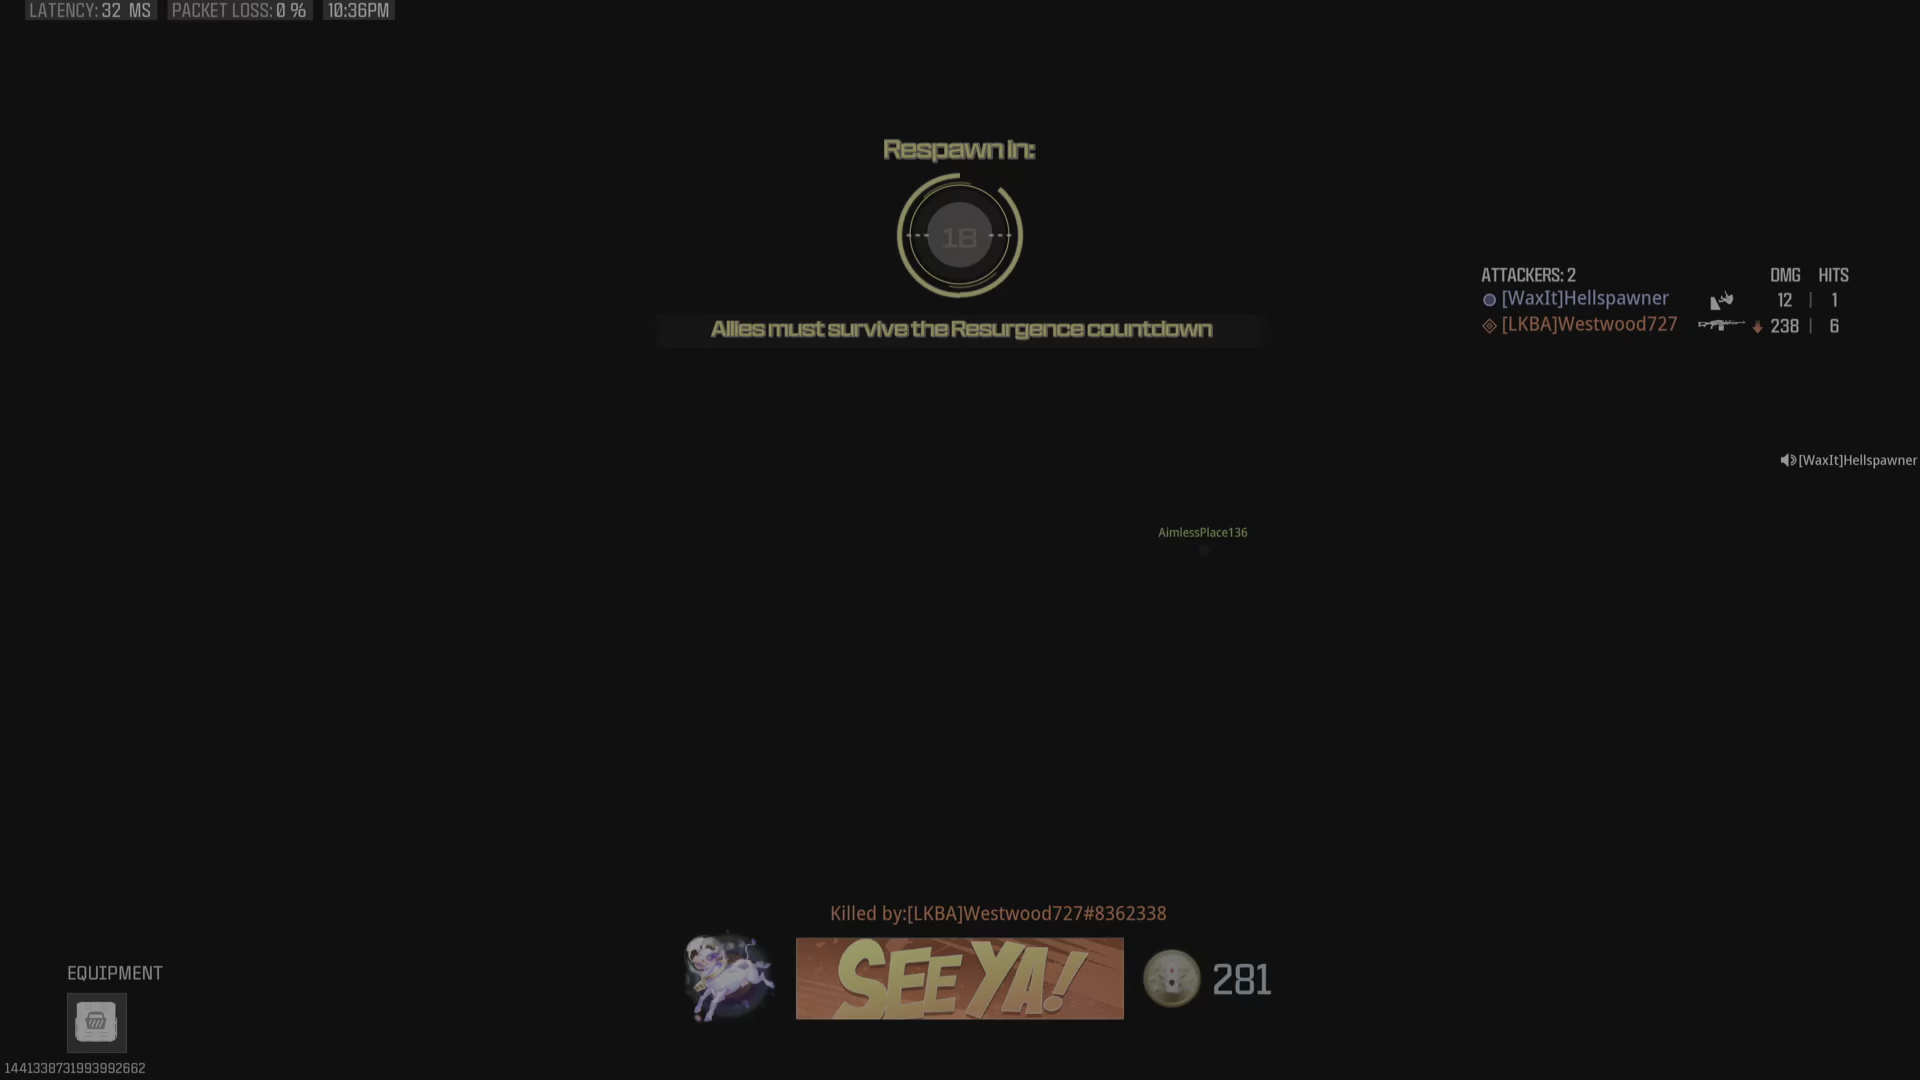 LATENCY: 32 MS PACKET LOSS: 0 % 10:36PM
Respawn In:
18
Allies must survive the Resurgence countdown
ATTACKERS: 2 DMG HITS
[WaxIt]Hellspawner 12 | 1
[LKBA]Westwood727 238 | 6
[WaxIt]Hellspawner
AimlessPlace136
Killed by:[LKBA]Westwood727#8362338
SEE YA!
281
EQUIPMENT
1441338731993992662